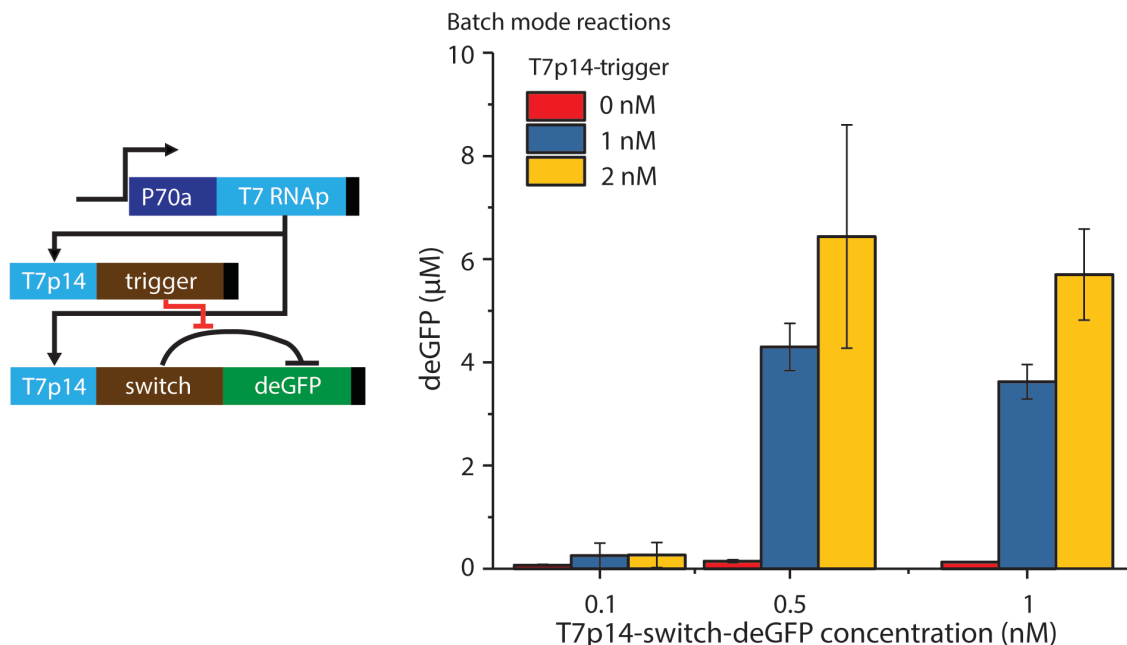 Batch mode reactions
P70a T7 RNAp
T7p14 trigger
T7p14 switch deGFP
deGFP (µM)
10
8
6
4
2
0
T7p14-trigger
0 nM
1 nM
2 nM
0.1 0.5 1
T7p14-switch-deGFP concentration (nM)